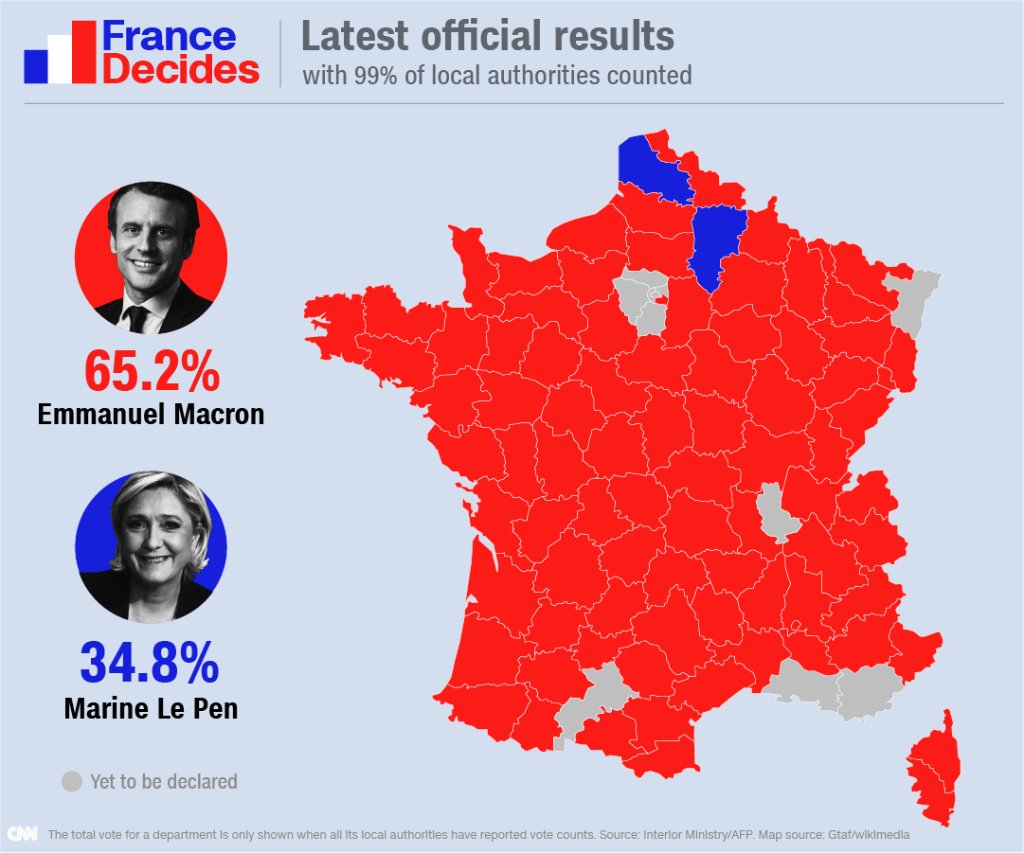 France
Decides
Latest official results
with 99% of local authorities counted
65.2%
Emmanuel Macron
34.8%
Marine Le Pen
Yet to be declared
CNN The total vote for a department is only shown when all its local authorities have reported vote counts. Source: Interior Ministry/AFP. Map source: Gtaf/wikimedia